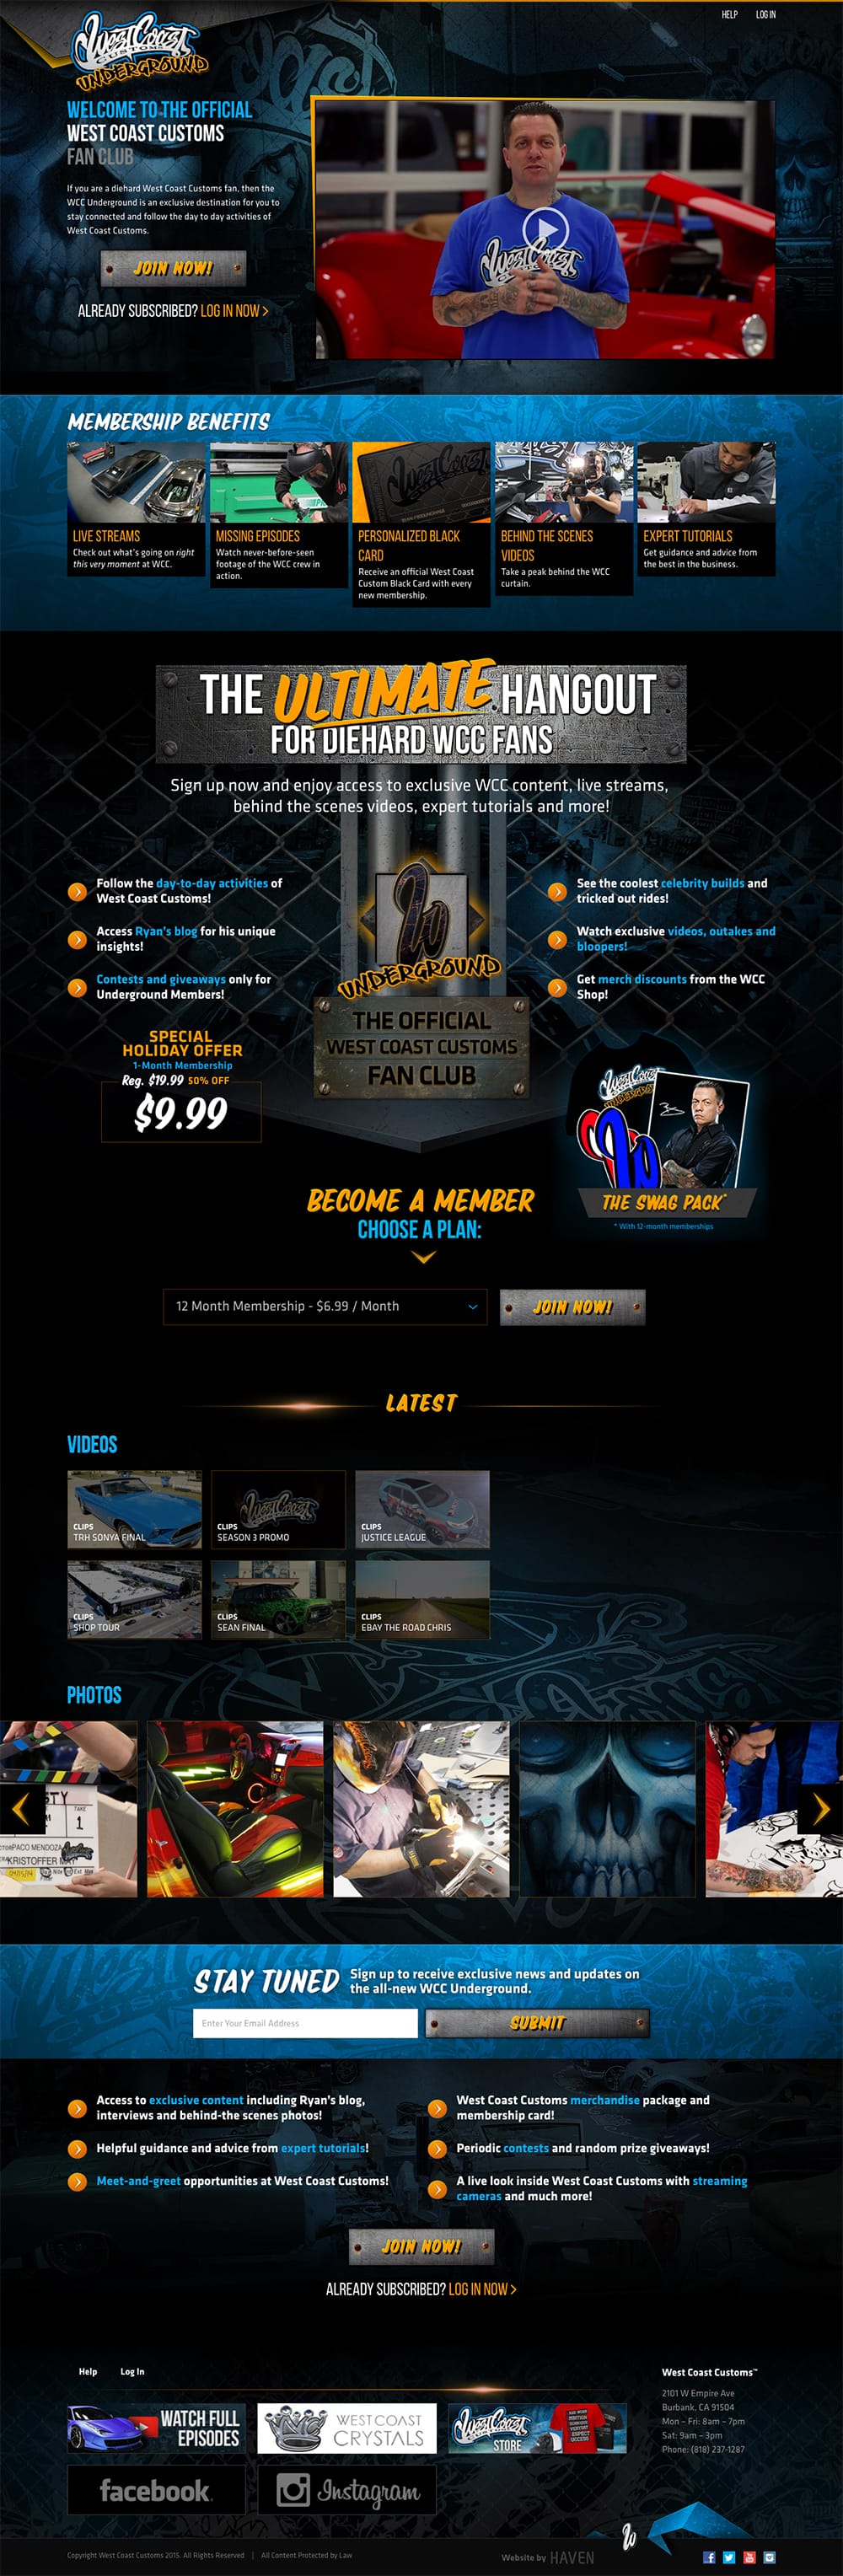 HELP LOG IN
West Coast
CUSTOMS
UNDERGROUND
WELCOME TO THE OFFICIAL
WEST COAST CUSTOMS
FAN CLUB
If you are a diehard West Coast Customs fan, then the
WCC Underground is an exclusive destination for you to
stay connected and follow the day to day activities of
West Coast Customs.
JOIN NOW!
ALREADY SUBSCRIBED? LOG IN NOW >
West Coast
MEMBERSHIP BENEFITS
LIVE STREAMS
Check out what's going on right
this very moment at WCC.
MISSING EPISODES
Watch never-before-seen
footage of the WCC crew in
action.
West Coast
PERSONALIZED BLACK
CARD
Receive an official West Coast
Custom Black Card with every
new membership.
BEHIND THE SCENES
VIDEOS
Take a peak behind the WCC
curtain.
EXPERT TUTORIALS
Get guidance and advice from
the best in the business.
THE ULTIMATE HANGOUT
FOR DIEHARD WCC FANS
Sign up now and enjoy access to exclusive WCC content, live streams,
behind the scenes videos, expert tutorials and more!
Follow the day-to-day activities of
West Coast Customs!
Access Ryan's blog for his unique
insights!
Contests and giveaways only for
Underground Members!
UNDERGROUND
THE OFFICIAL
WEST COAST CUSTOMS
FAN CLUB
See the coolest celebrity builds and
tricked out rides!
Watch exclusive videos, outakes and
bloopers!
Get merch discounts from the WCC
Shop!
SPECIAL
HOLIDAY OFFER
1-Month Membership
Reg. $19.99 50% OFF
$9.99
West Coast
UNDERGROUND
THE SWAG PACK*
* With 12-month memberships
BECOME A MEMBER
CHOOSE A PLAN:
12 Month Membership - $6.99 / Month
JOIN NOW!
LATEST
VIDEOS
CLIPS
TRH SONYA FINAL
West Coast
CLIPS
SEASON 3 PROMO
CLIPS
JUSTICE LEAGUE
CLIPS
SHOP TOUR
CLIPS
SEAN FINAL
CLIPS
EBAY THE ROAD CHRIS
PHOTOS
STY
TAKE
1
PACO MENDOZA
KRISTOFFER
STAY TUNED
Sign up to receive exclusive news and updates on
the all-new WCC Underground.
Enter Your Email Address
SUBMIT
Access to exclusive content including Ryan's blog,
interviews and behind-the scenes photos!
Helpful guidance and advice from expert tutorials!
Meet-and-greet opportunities at West Coast Customs!
West Coast Customs merchandise package and
membership card!
Periodic contests and random prize giveaways!
A live look inside West Coast Customs with streaming
cameras and much more!
JOIN NOW!
ALREADY SUBSCRIBED? LOG IN NOW >
Help Log In
WATCH FULL
EPISODES
WEST COAST
CRYSTALS
West Coast
STORE
facebook.
Instagram
West Coast Customs™
2101 W Empire Ave
Burbank, CA 91504
Mon – Fri: 8am – 7pm
Sat: 9am – 3pm
Phone: (818) 237-1287
Copyright West Coast Customs 2015. All Rights Reserved | All Content Protected by Law
Website by HAVEN